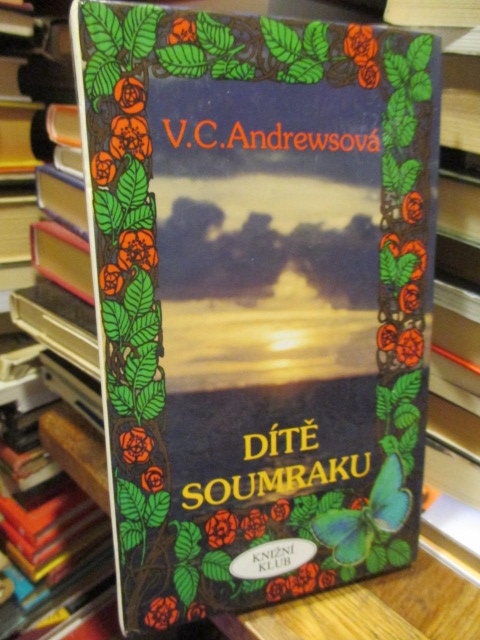 V.C.Andrewsová
DÍTĚ
SOUMRAKU
KNIŽNÍ
KLUB